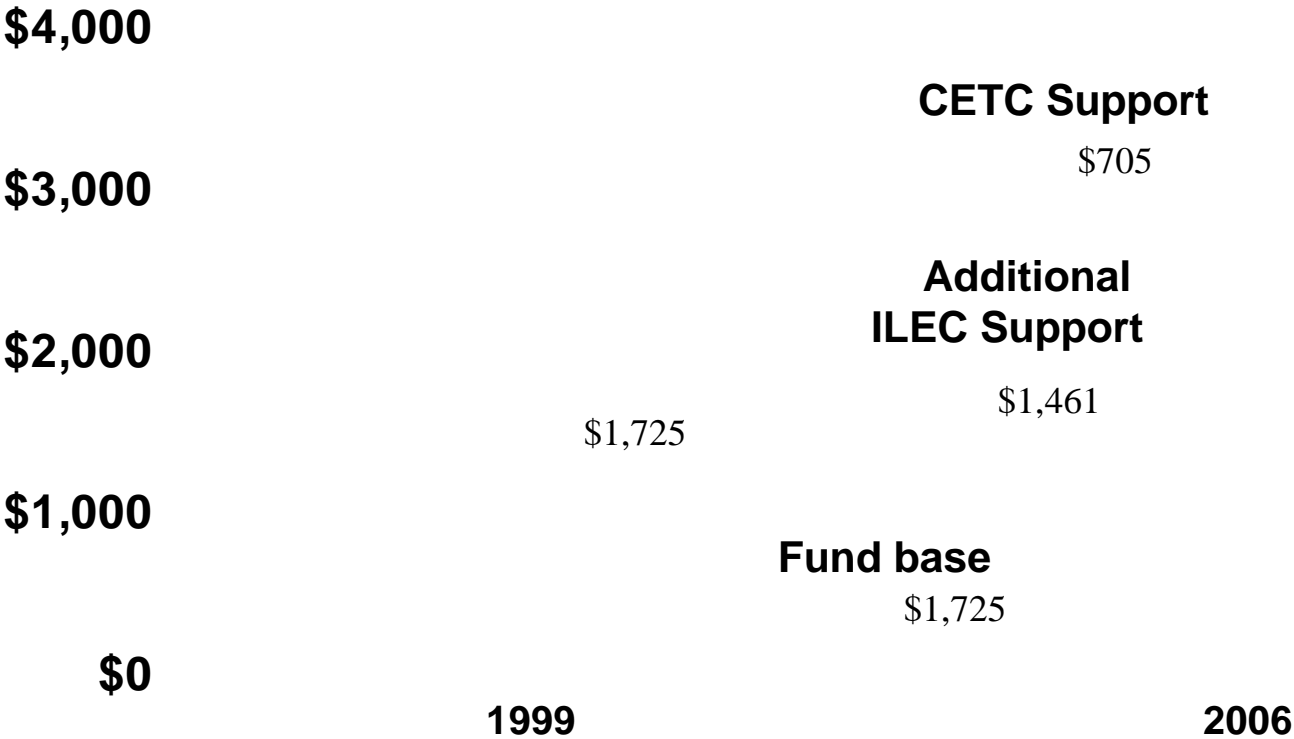 $4,000
CETC Support
$705
$3,000
Additional
ILEC Support
$2,000
$1,461
$1,725
$1,000
Fund base
$1,725
$0
1999
2006